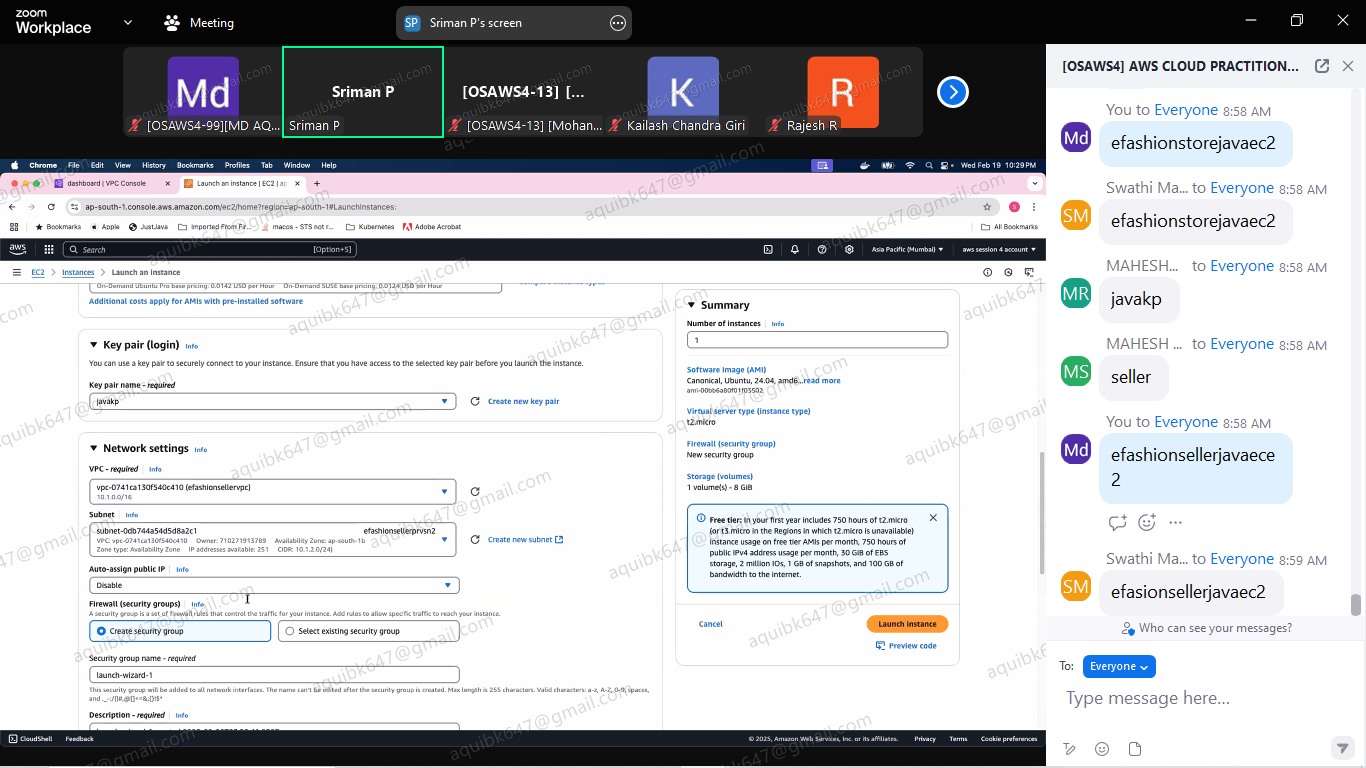 zoom
Workplace
Meeting
SP Sriman P's screen
Md
[OSAWS4-99][MD AQ...
Sriman P
Sriman P
[OSAWS4-13] [...
[OSAWS4-13] [Mohan...
K
Kailash Chandra Giri
R
Rajesh R
Chrome File Edit View History Bookmarks Profiles Tab Window Help
Wed Feb 19 10:29PM
dashboard | VPC Console
Launch an instance | EC2 | ap
ap-south-1.console.aws.amazon.com/ec2/home?region=ap-south-1#LaunchInstances:
S
Bookmarks Apple JustJava Imported From Fir... macos - STS not r... Kubernetes Adobe Acrobat All Bookmarks
aws Search [Option+S] Asia Pacific (Mumbai) aws session 4 account
EC2 Instances Launch an instance
On-Demand Ubuntu Pro base pricing: 0.0142 USD per Hour On-Demand SUSE base pricing: 0.0124 USD per Hour
Additional costs apply for AMIs with pre-installed software
Key pair (login) Info
You can use a key pair to securely connect to your instance. Ensure that you have access to the selected key pair before you launch the instance.
Key pair name - required
javakp
Create new key pair
Network settings Info
VPC - required Info
vpc-0741ca130f540c410 (efashionsellervpc)
10.1.0.0/16
Subnet Info
subnet-0db744a54d5d8a2c1 efashionsellerprvsn2
VPC: vpc-0741ca130f540c410 Owner: 710271913789 Availability Zone: ap-south-1b
Zone type: Availability Zone IP addresses available: 251 CIDR: 10.1.2.0/24)
Create new subnet
Auto-assign public IP Info
Disable
Firewall (security groups) Info
A security group is a set of firewall rules that control the traffic for your instance. Add rules to allow specific traffic to reach your instance.
Create security group
Select existing security group
Security group name - required
launch-wizard-1
This security group will be added to all network interfaces. The name can't be edited after the security group is created. Max length is 255 characters. Valid characters: a-z, A-Z, 0-9, spaces,
and ._-:/()#,@[]+=&;{}!$*
Description - required Info
Summary
Number of instances Info
1
Software Image (AMI)
Canonical, Ubuntu, 24.04, amd6...read more
ami-00bb6a80f01f03502
Virtual server type (instance type)
t2.micro
Firewall (security group)
New security group
Storage (volumes)
1 volume(s) - 8 GiB
Free tier: In your first year includes 750 hours of t2.micro
(or t3.micro in the Regions in which t2.micro is unavailable)
instance usage on free tier AMIs per month, 750 hours of
public IPv4 address usage per month, 30 GiB of EBS
storage, 2 million IOs, 1 GB of snapshots, and 100 GB of
bandwidth to the internet.
Cancel
Launch instance
Preview code
CloudShell Feedback
© 2025, Amazon Web Services, Inc. or its affiliates. Privacy Terms Cookie preferences
[OSAWS4] AWS CLOUD PRACTITION...
You to Everyone 8:58 AM
Md
efashionstorejavaec2
Swathi Ma... to Everyone 8:58 AM
SM
efashionstorejavaec2
MAHESH... to Everyone 8:58 AM
MR
javakp
MAHESH ... to Everyone 8:58 AM
MS
seller
You to Everyone 8:58 AM
Md
efashionsellerjavaece
2
Swathi Ma... to Everyone 8:59 AM
SM
efasionsellerjavaec2
Who can see your messages?
To: Everyone
Type message here...
aquibk647@gmail.com